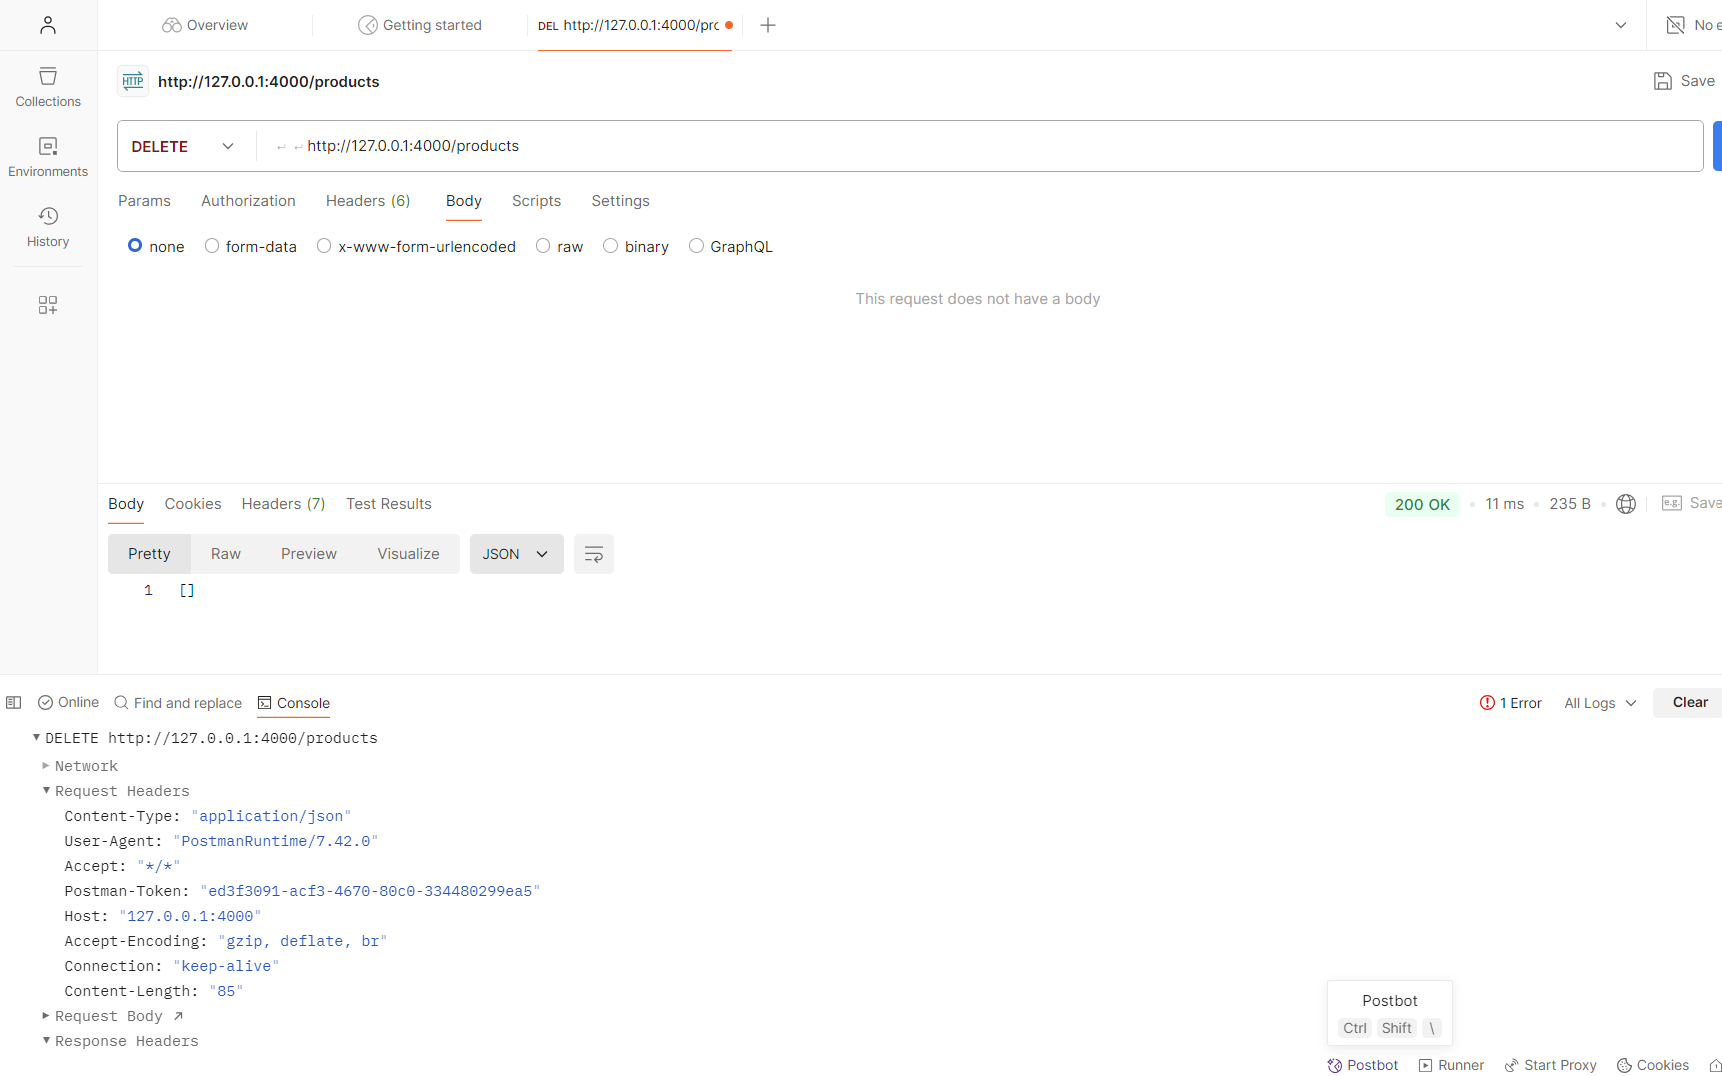 Overview
Getting started
DEL http://127.0.0.1:4000/pro
No e
Collections
Environments
History
HTTP http://127.0.0.1:4000/products
Save
DELETE http://127.0.0.1:4000/products
Params Authorization Headers (6) Body Scripts Settings
none form-data x-www-form-urlencoded raw binary GraphQL
This request does not have a body
Body Cookies Headers (7) Test Results
200 OK 11 ms 235 B e.g. Save
Pretty Raw Preview Visualize JSON
1 []
Online Find and replace Console
1 Error All Logs Clear
DELETE http://127.0.0.1:4000/products
Network
Request Headers
Content-Type: "application/json"
User-Agent: "PostmanRuntime/7.42.0"
Accept: "*/*"
Postman-Token: "ed3f3091-acf3-4670-80c0-334480299ea5"
Host: "127.0.0.1:4000"
Accept-Encoding: "gzip, deflate, br"
Connection: "keep-alive"
Content-Length: "85"
Request Body
Response Headers
Postbot
Ctrl Shift \
Postbot Runner Start Proxy Cookies